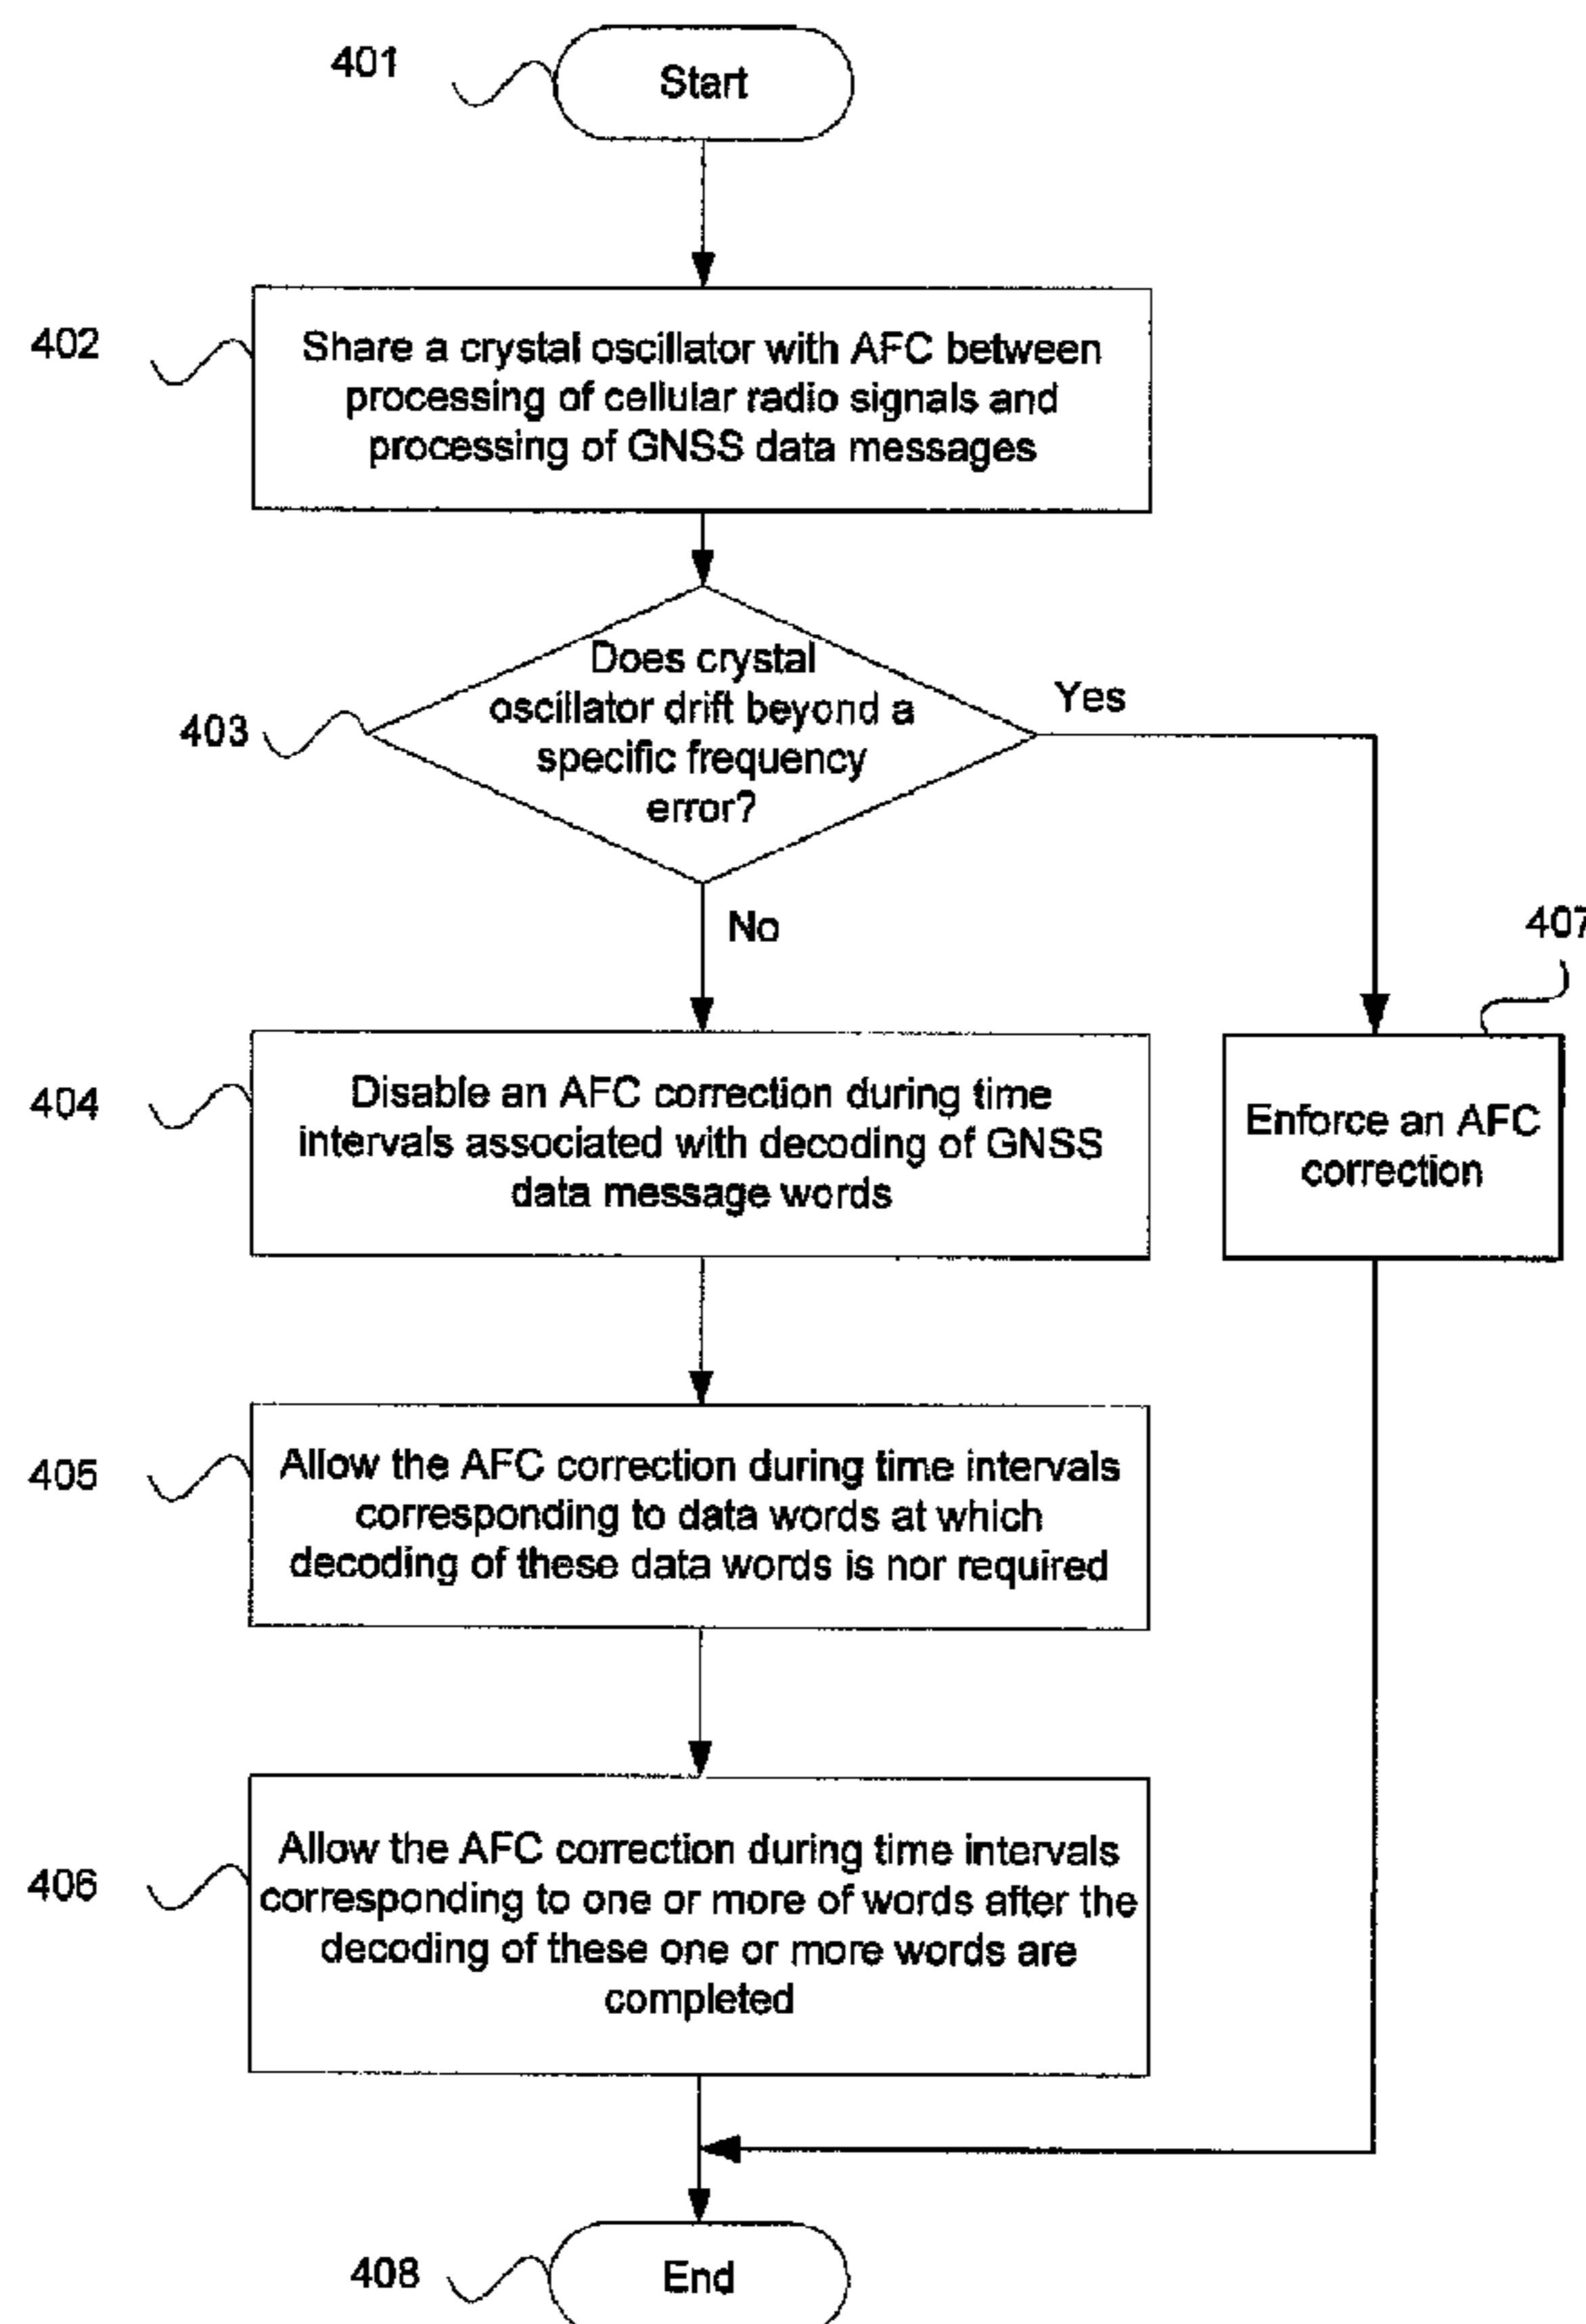 401
Start
402
Share a crystal oscillator with AFC between
processing of cellular radio signals and
processing of GNSS data messages
403
Does crystal
oscillator drift beyond a
specific frequency
error?
Yes
No
407
404
Disable an AFC correction during time
intervals associated with decoding of GNSS
data message words
Enforce an AFC
correction
405
Allow the AFC correction during time intervals
corresponding to data words at which
decoding of these data words is nor required
406
Allow the AFC correction during time intervals
corresponding to one or more of words after the
decoding of these one or more words are
completed
408
End